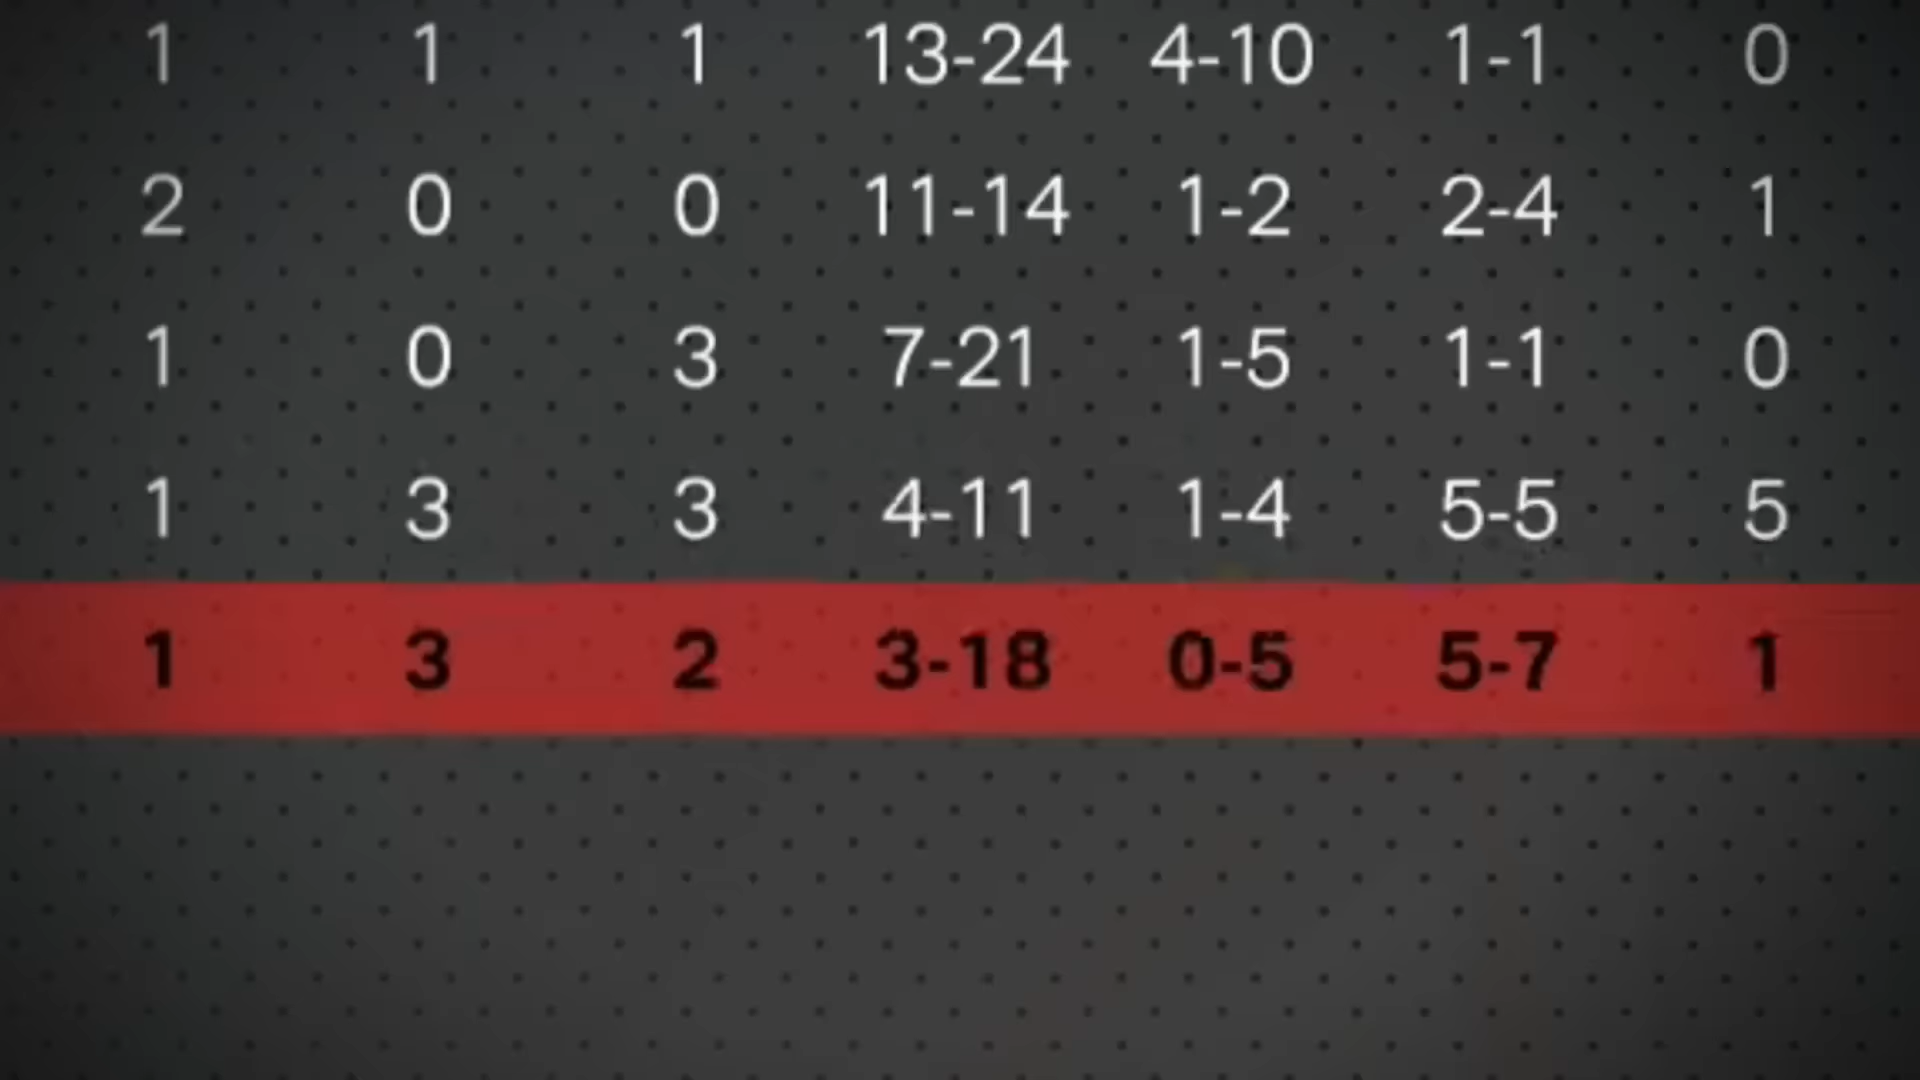 1 1 1 13-24 4-10 1-1 0
2 0 0 11-14 1-2 2-4 1
1 0 3 7-21 1-5 1-1 0
1 3 3 4-11 1-4 5-5 5
1 3 2 3-18 0-5 5-7 1